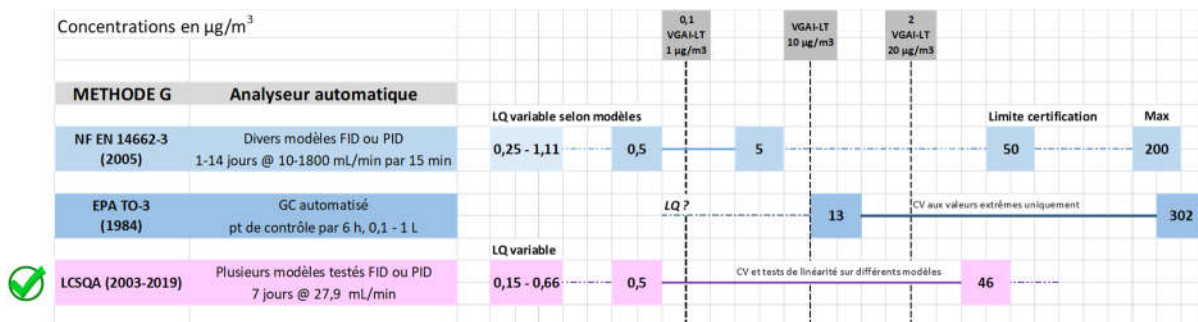 Concentrations en µg/m³
0,1
VGAI-LT
1 µg/m3
VGAI-LT
10 µg/m3
2
VGAI-LT
20 µg/m3
METHODE G Analyseur automatique
LQ variable selon modèles Limite certification Max
NF EN 14662-3
(2005)
Divers modèles FID ou PID
1-14 jours @ 10-1800 mL/min par 15 min
0,25 - 1,11 0,5 5 50 200
EPA TO-3
(1984)
GC automatisé
pt de contrôle par 6 h, 0,1 - 1 L
LQ ? 13 CV aux valeurs extrêmes uniquement 302
LQ variable
LCSQA (2003-2019)
Plusieurs modèles testés FID ou PID
7 jours @ 27,9 mL/min
0,15 - 0,66 0,5 CV et tests de linéarité sur différents modèles 46